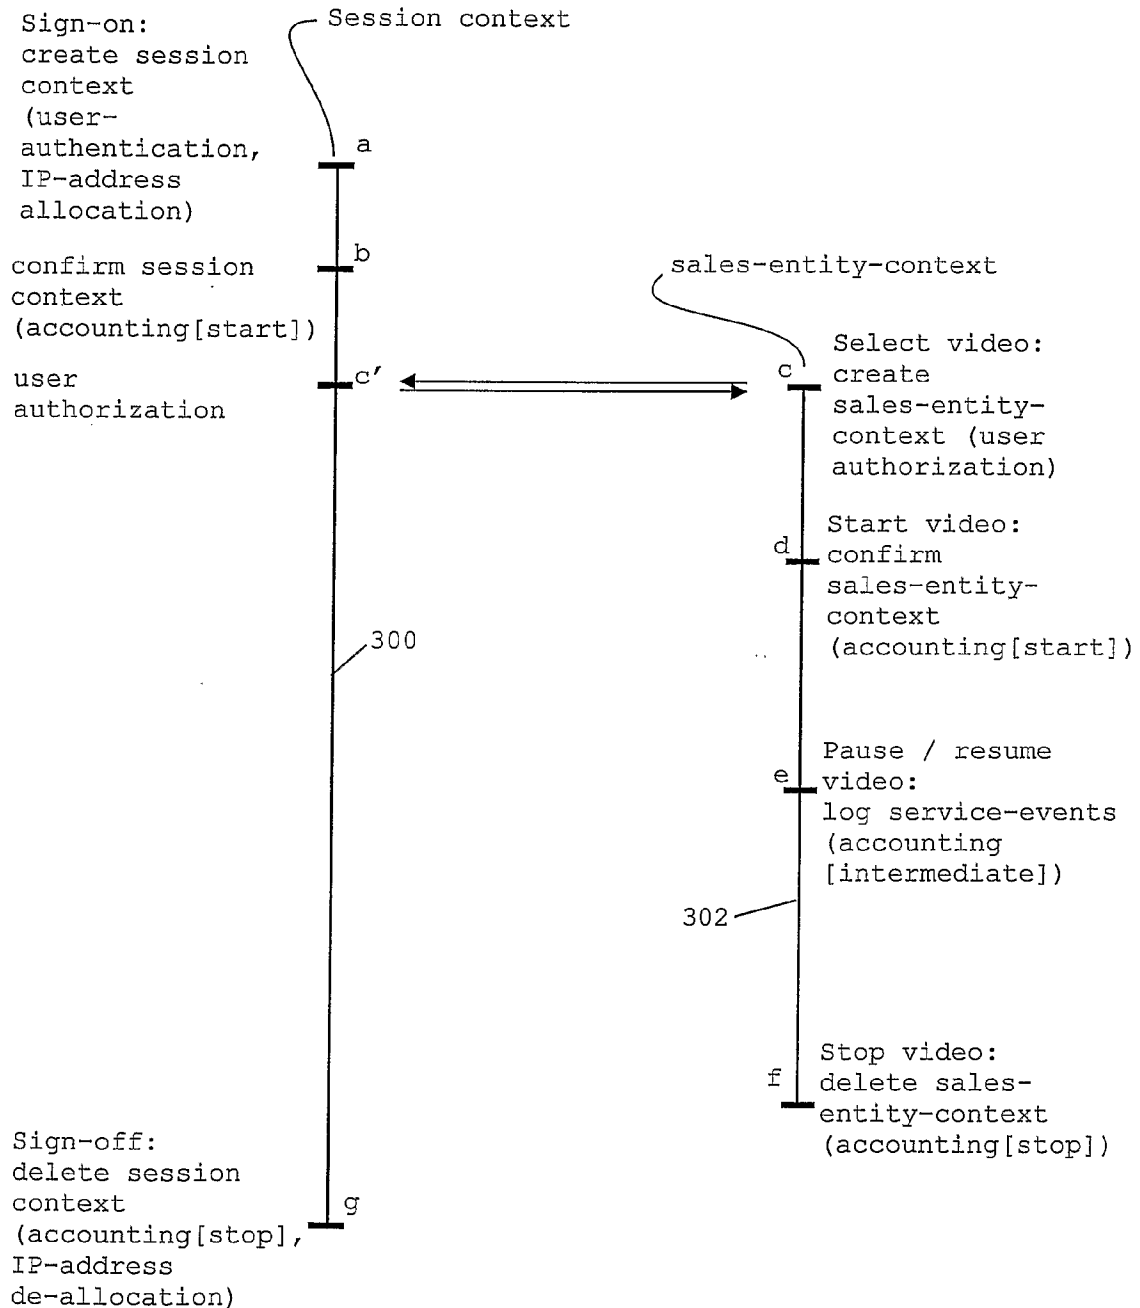 Sign-on:
create session
context
(user-
authentication,
IP-address
allocation)
Session context
a
b
confirm session
context
(accounting[start])
user
authorization
c'
sales-entity-context
c
Select video:
create
sales-entity-
context (user
authorization)
d
Start video:
confirm
sales-entity-
context
(accounting[start])
300
e
Pause / resume
video:
log service-events
(accounting
[intermediate])
302
f
Stop video:
delete sales-
entity-context
(accounting[stop])
Sign-off:
delete session
context
(accounting[stop],
IP-address
de-allocation)
g